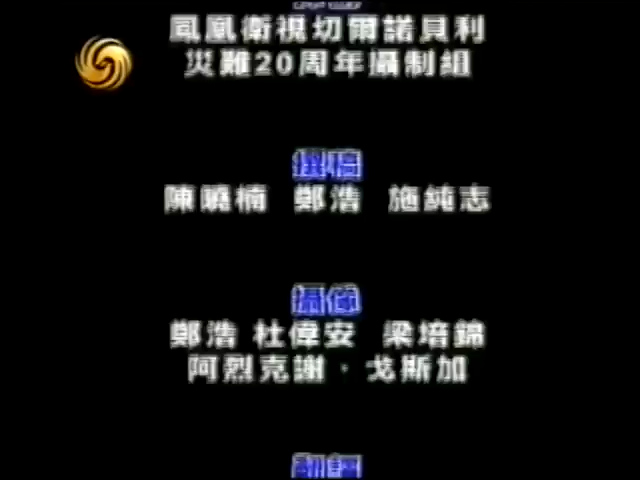 鳳凰衛視切爾諾貝利
災難20周年攝制組
陳曉楠 鄭浩 施純志
攝像
鄭浩 杜偉安 梁培錦
阿烈克謝·戈斯加
翻譯